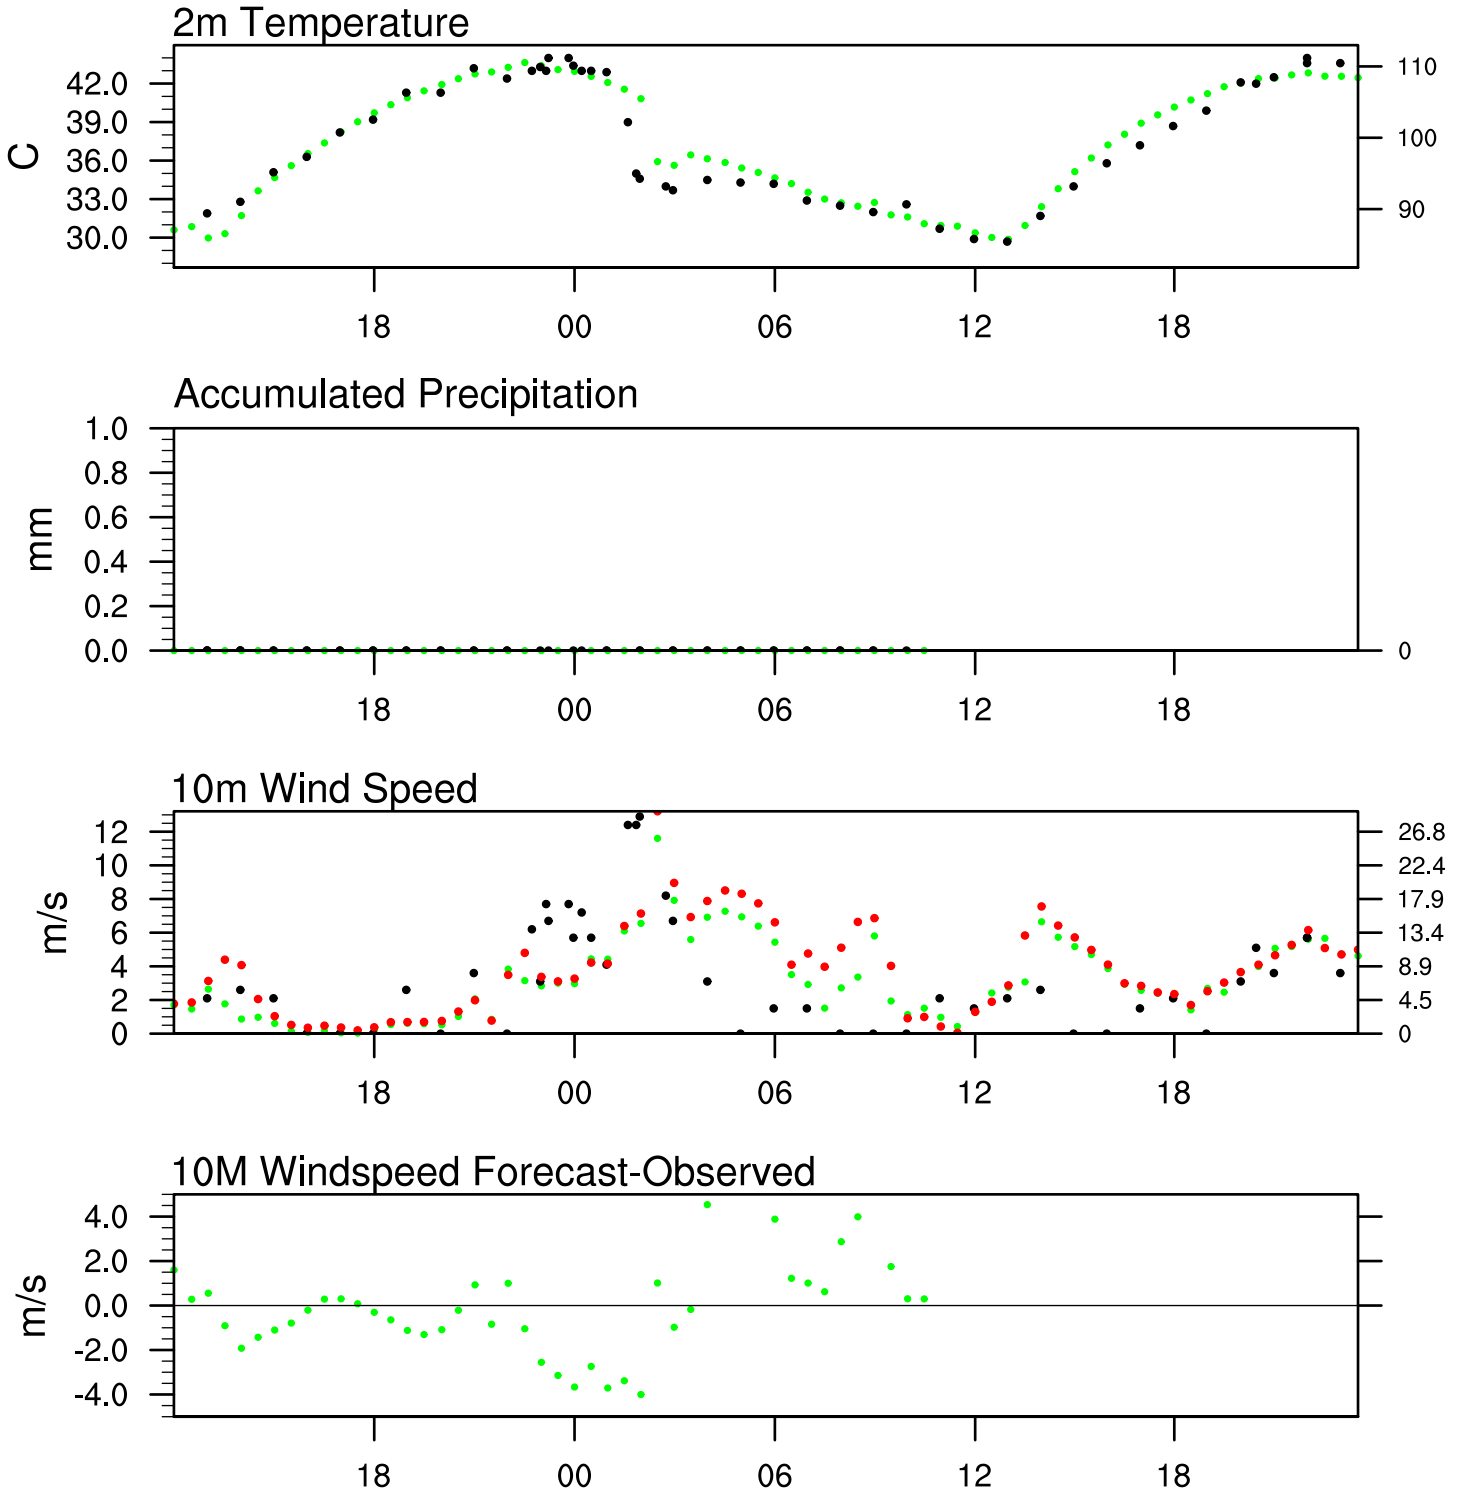 2m Temperature
42.0
39.0
36.0
33.0
30.0
C
110
100
90
18 00 06 12 18
Accumulated Precipitation
1.0
0.8
0.6
0.4
0.2
0.0
mm
0
18 00 06 12 18
10m Wind Speed
12
10
8
6
4
2
0
m/s
26.8
22.4
17.9
13.4
8.9
4.5
0
18 00 06 12 18
10M Windspeed Forecast-Observed
4.0
2.0
0.0
-2.0
-4.0
m/s
18 00 06 12 18